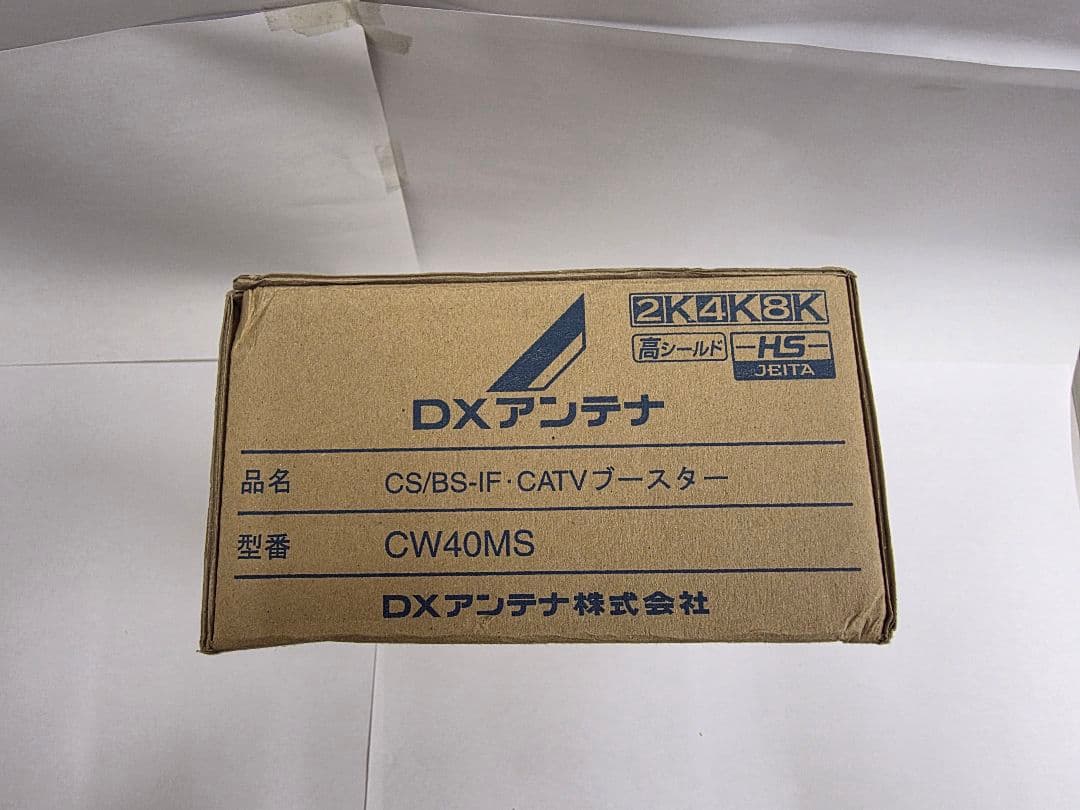 2K4K8K
高シールド
HS
JEITA
DXアンテナ
品名 CS/BS-IF・CATVブースター
型番 CW40MS
DXアンテナ株式会社